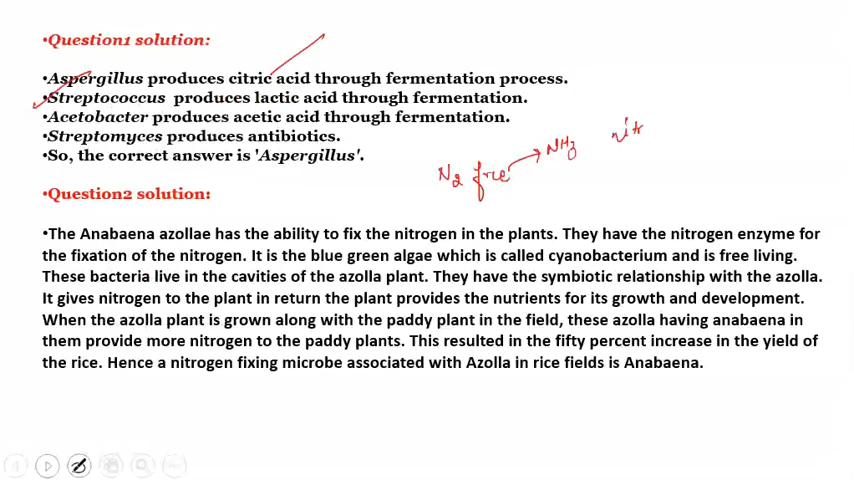 •Question1 solution:
•Aspergillus produces citric acid through fermentation process.
•Streptococcus produces lactic acid through fermentation.
•Acetobacter produces acetic acid through fermentation.
•Streptomyces produces antibiotics.
•So, the correct answer is 'Aspergillus'.
N2 free → NH3 nit
•Question2 solution:
•The Anabaena azollae has the ability to fix the nitrogen in the plants. They have the nitrogen enzyme for
the fixation of the nitrogen. It is the blue green algae which is called cyanobacterium and is free living.
These bacteria live in the cavities of the azolla plant. They have the symbiotic relationship with the azolla.
It gives nitrogen to the plant in return the plant provides the nutrients for its growth and development.
When the azolla plant is grown along with the paddy plant in the field, these azolla having anabaena in
them provide more nitrogen to the paddy plants. This resulted in the fifty percent increase in the yield of
the rice. Hence a nitrogen fixing microbe associated with Azolla in rice fields is Anabaena.